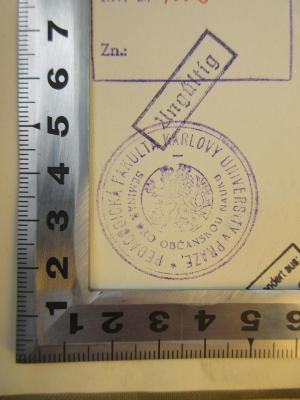 Zn.:
Ungültig
PEDAGOGICKÁ FAKULTA KARLOVY UNIVERSITY V PRAZE. *
SEMINÁŘ
OBČANSKOU NAUKU
7
6
5
4
3
2
1
1 2 3 4 5 6